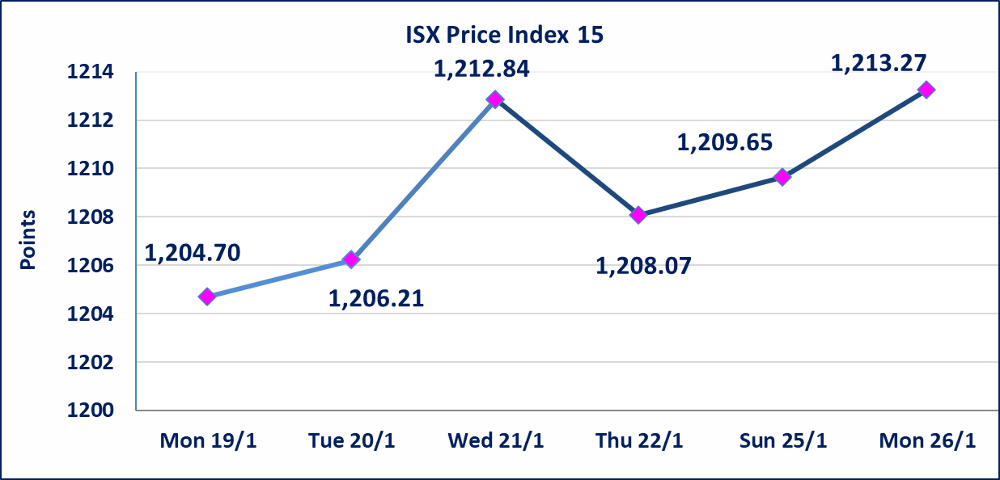 ISX Price Index 15
1214
1212
1210
1208
1206
1204
1202
1200
Points
1,204.70
1,206.21
1,212.84
1,208.07
1,209.65
1,213.27
Mon 19/1
Tue 20/1
Wed 21/1
Thu 22/1
Sun 25/1
Mon 26/1